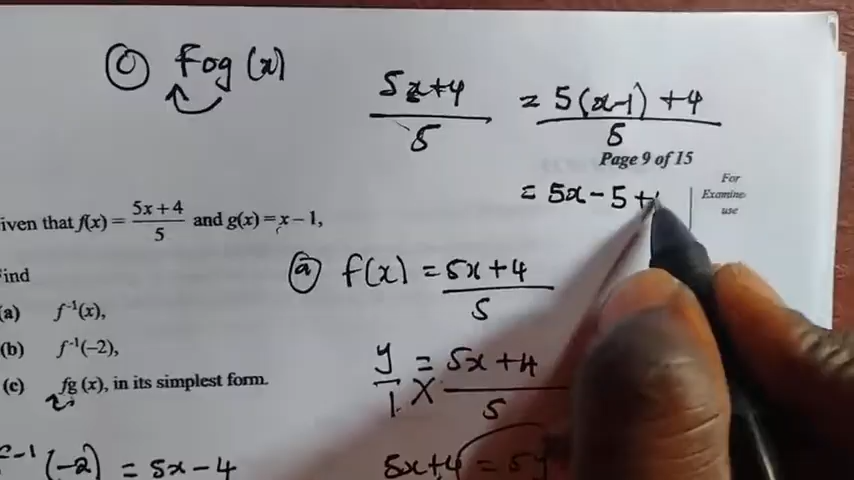 Ⓒ Fog (x)
5x+4 / 5 = 5(x-1) +4 / 5
Page 9 of 15
= 5x - 5 +
For
Examine
use
iven that f(x) = 5x + 4 / 5 and g(x) = x – 1,
ind
(a) f⁻¹(x),
(b) f⁻¹(–2),
(c) fg (x), in its simplest form.
ⓐ f(x) = 5x+4 / 5
y / 1 = 5x+4 / 5
f⁻¹ (-2) = 5x-4
5x+4 = 5y